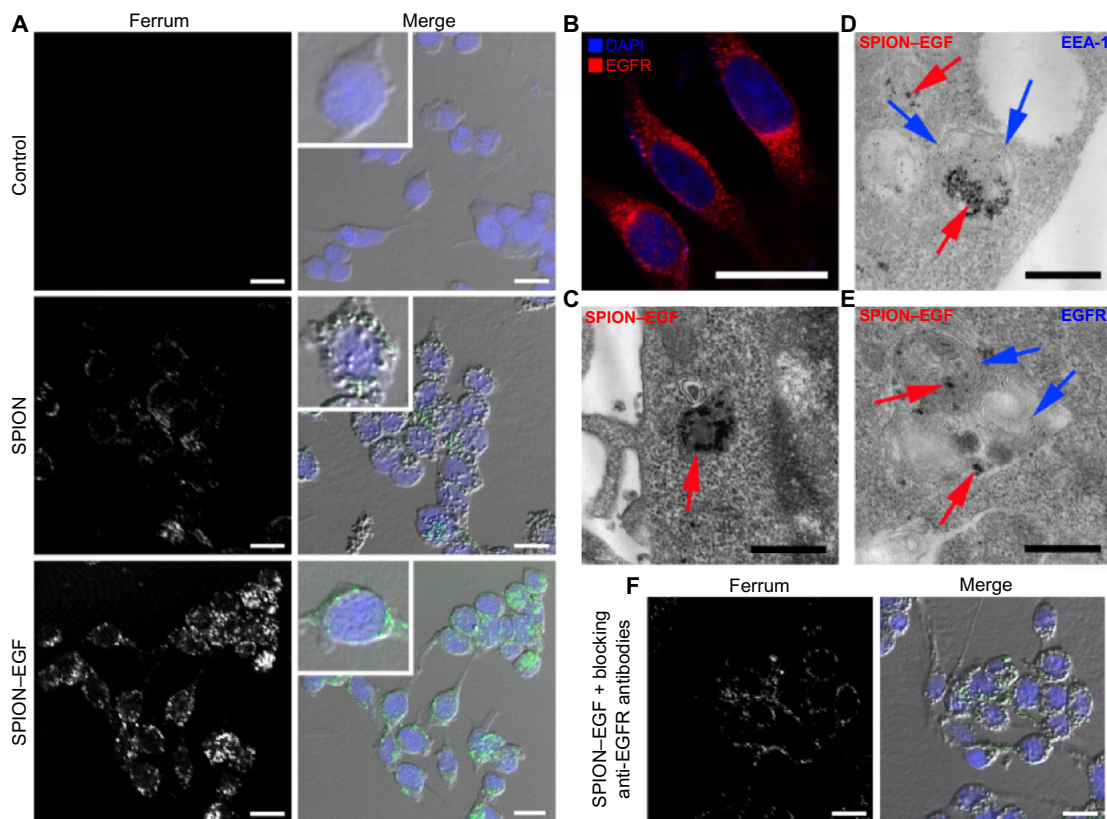 A
Ferrum
Merge
Control
SPION
SPION–EGF
B
DAPI
EGFR
C
SPION–EGF
D
SPION–EGF
EEA-1
E
SPION–EGF
EGFR
F
Ferrum
Merge
SPION–EGF + blocking
anti-EGFR antibodies